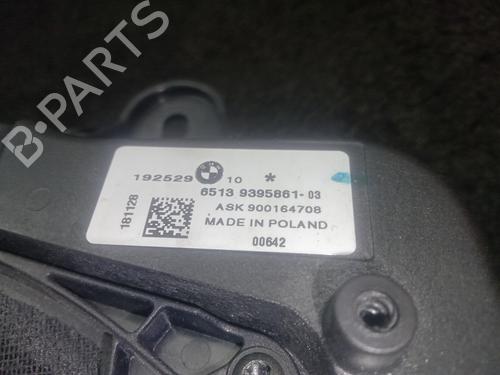 B-PARTS
192529 10 *
6513 9395861-03
ASK 900164708
MADE IN POLAND
00642
181128